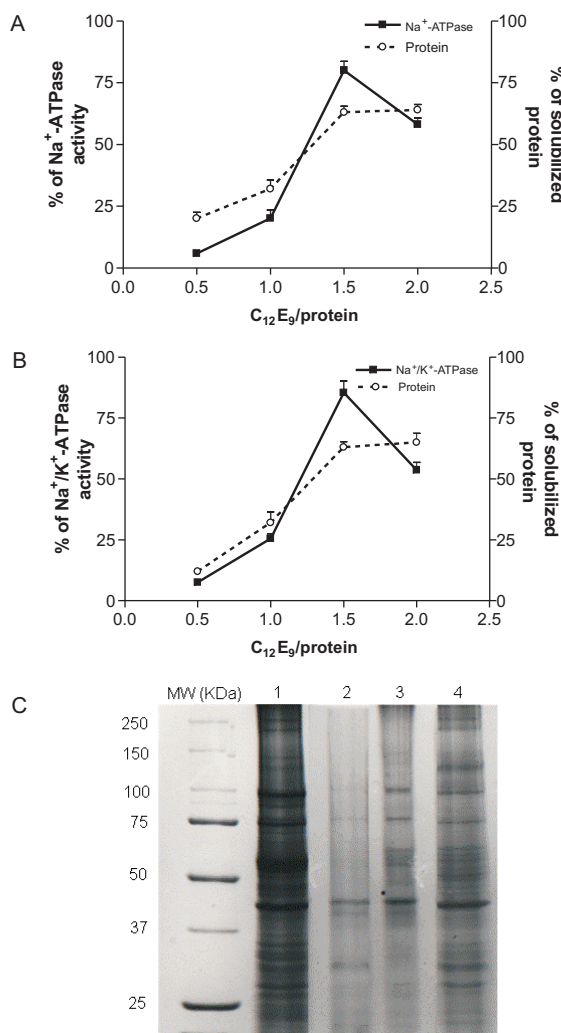 A
Na⁺-ATPase
Protein
% of Na⁺-ATPase
activity
100
75
50
25
0
100
75
50
25
0
% of solubilized
protein
0.0 0.5 1.0 1.5 2.0 2.5
C₁₂E₉/protein
B
Na⁺/K⁺-ATPase
Protein
% of Na⁺/K⁺-ATPase
activity
100
75
50
25
0
100
75
50
25
0
% of solubilized
protein
0.0 0.5 1.0 1.5 2.0 2.5
C₁₂E₉/protein
C
MW (KDa) 1 2 3 4
250
150
100
75
50
37
25